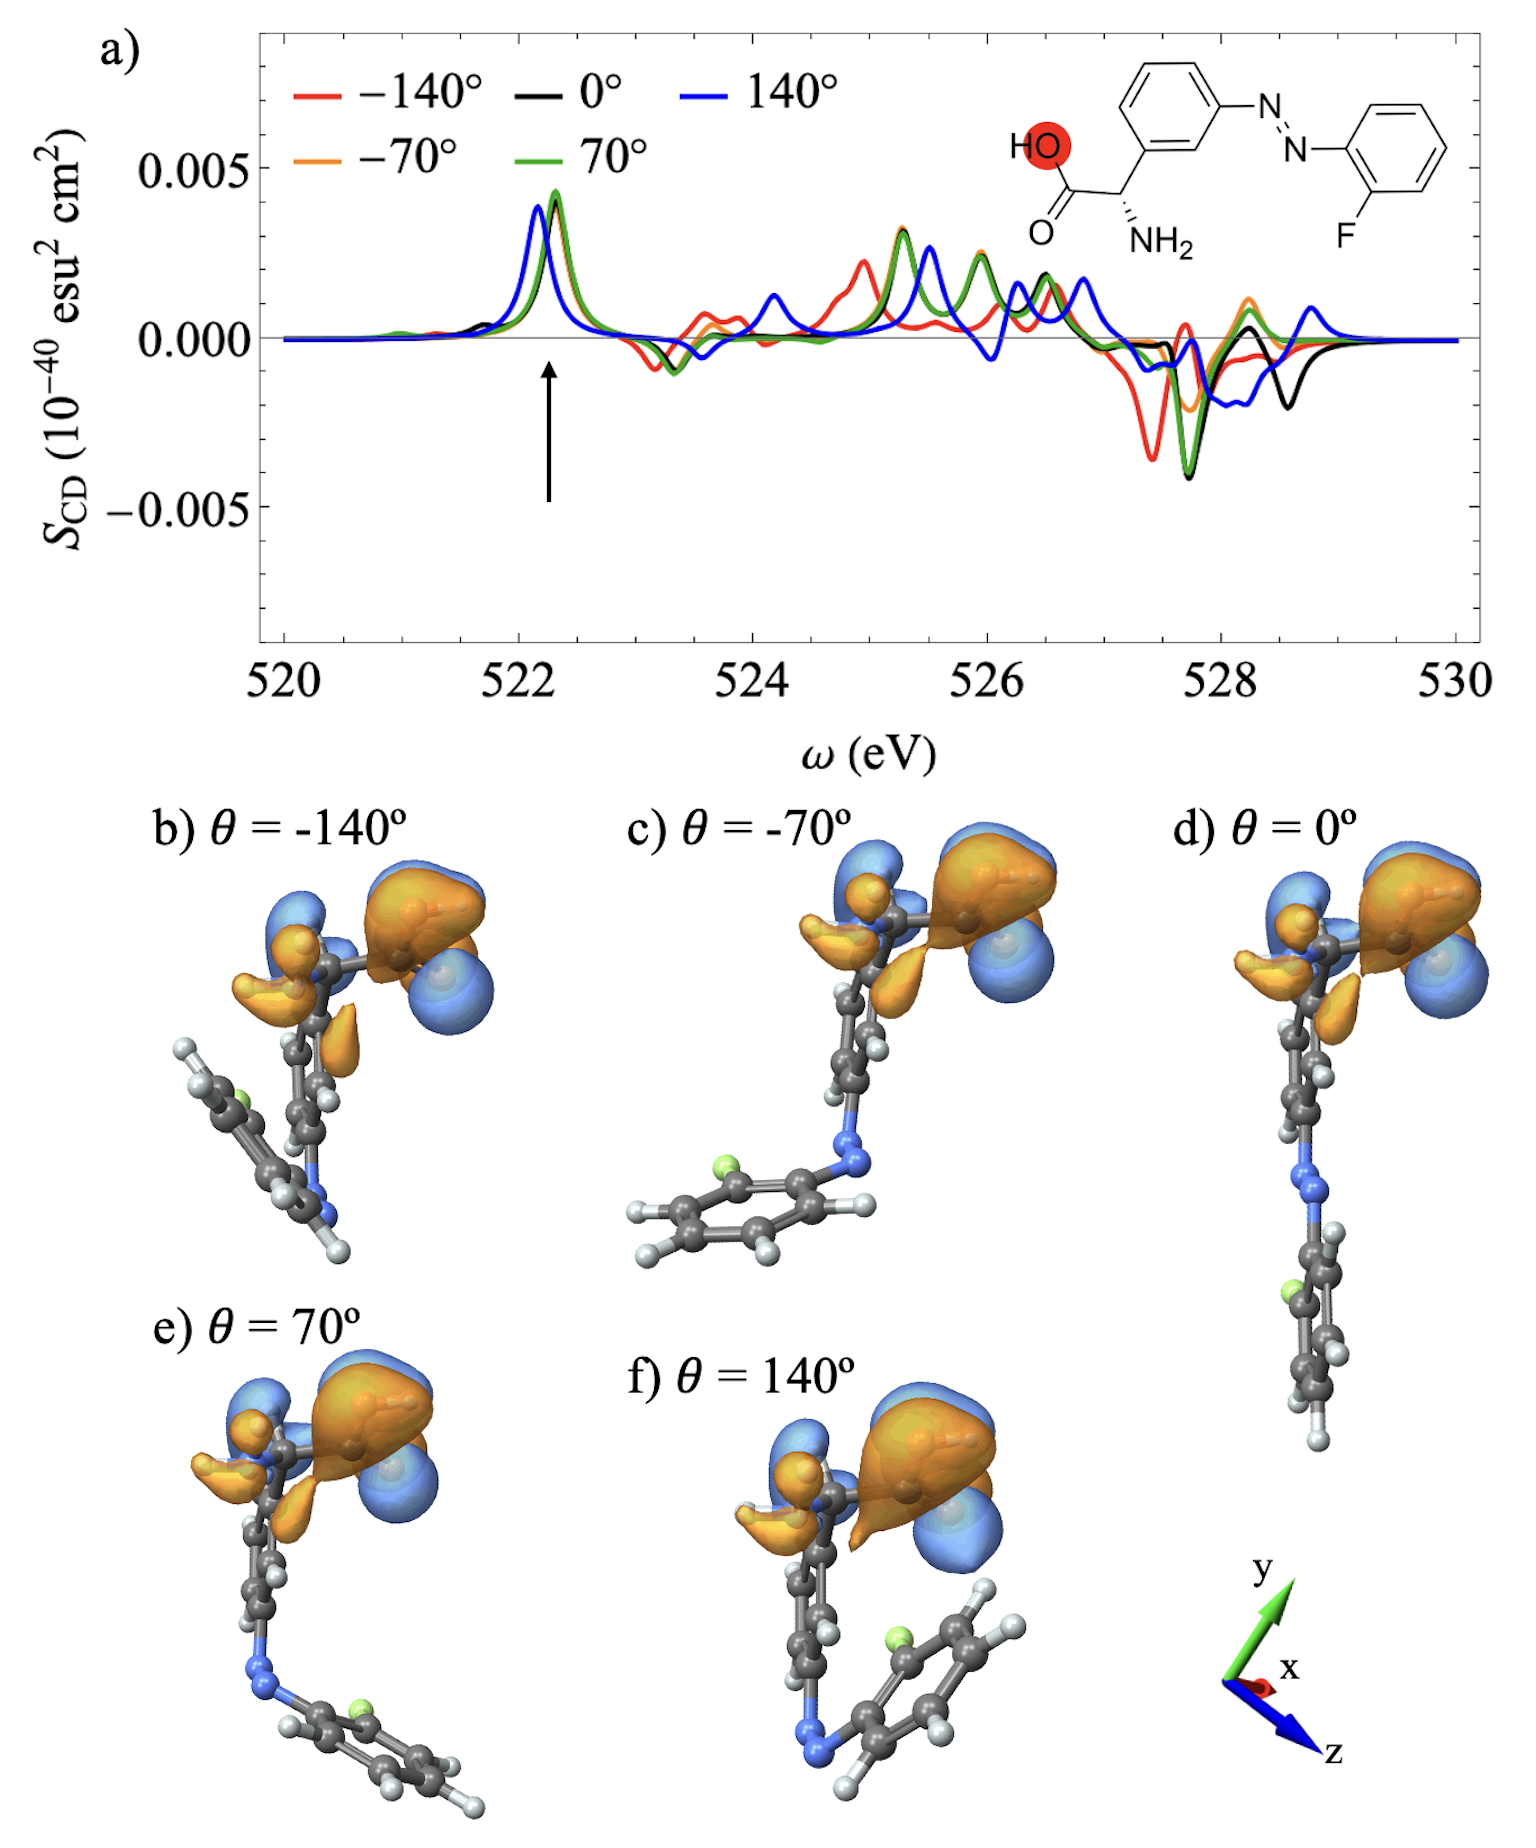 a)
−140° 0° 140°
−70° 70°
HO
O
NH2
N
N
F
0.005
0.000
−0.005
SCD (10−40 esu2 cm2)
520 522 524 526 528 530
ω (eV)
b) θ = -140º
c) θ = -70º
d) θ = 0º
e) θ = 70º
f) θ = 140º
y
x
z